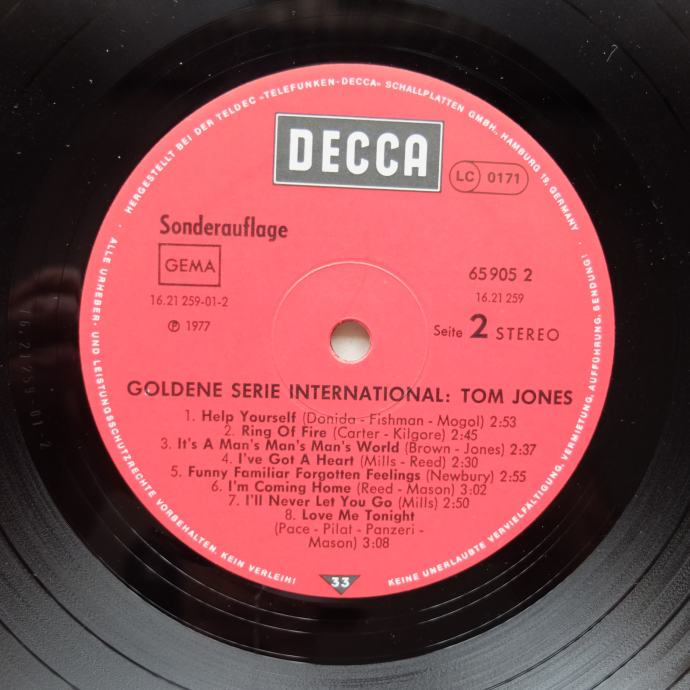 HERGESTELLT BEI DER TELDEC »TELEFUNKEN-DECCA« SCHALLPLATTEN GMBH., HAMBURG 19, GERMANY ·
DECCA
LC 0171
Sonderauflage
GEMA
65905 2
16.21 259-01-2
16.21 259
℗ 1977
Seite 2 STEREO
GOLDENE SERIE INTERNATIONAL: TOM JONES
1. Help Yourself (Donida - Fishman - Mogol) 2:53
2. Ring Of Fire (Carter - Kilgore) 2:45
3. It's A Man's Man's Man's World (Brown - Jones) 2:37
4. I've Got A Heart (Mills - Reed) 2:30
5. Funny Familiar Forgotten Feelings (Newbury) 2:55
6. I'm Coming Home (Reed - Mason) 3:02
7. I'll Never Let You Go (Mills) 2:50
8. Love Me Tonight
(Pace - Pilat - Panzeri -
Mason) 3:08
33
· ALLE URHEBER- UND LEISTUNGSSCHUTZRECHTE VORBEHALTEN. KEIN VERLEIH!
KEINE UNERLAUBTE VERVIELFÄLTIGUNG, VERMIETUNG, AUFFÜHRUNG, SENDUNG!
16.21259-01-2